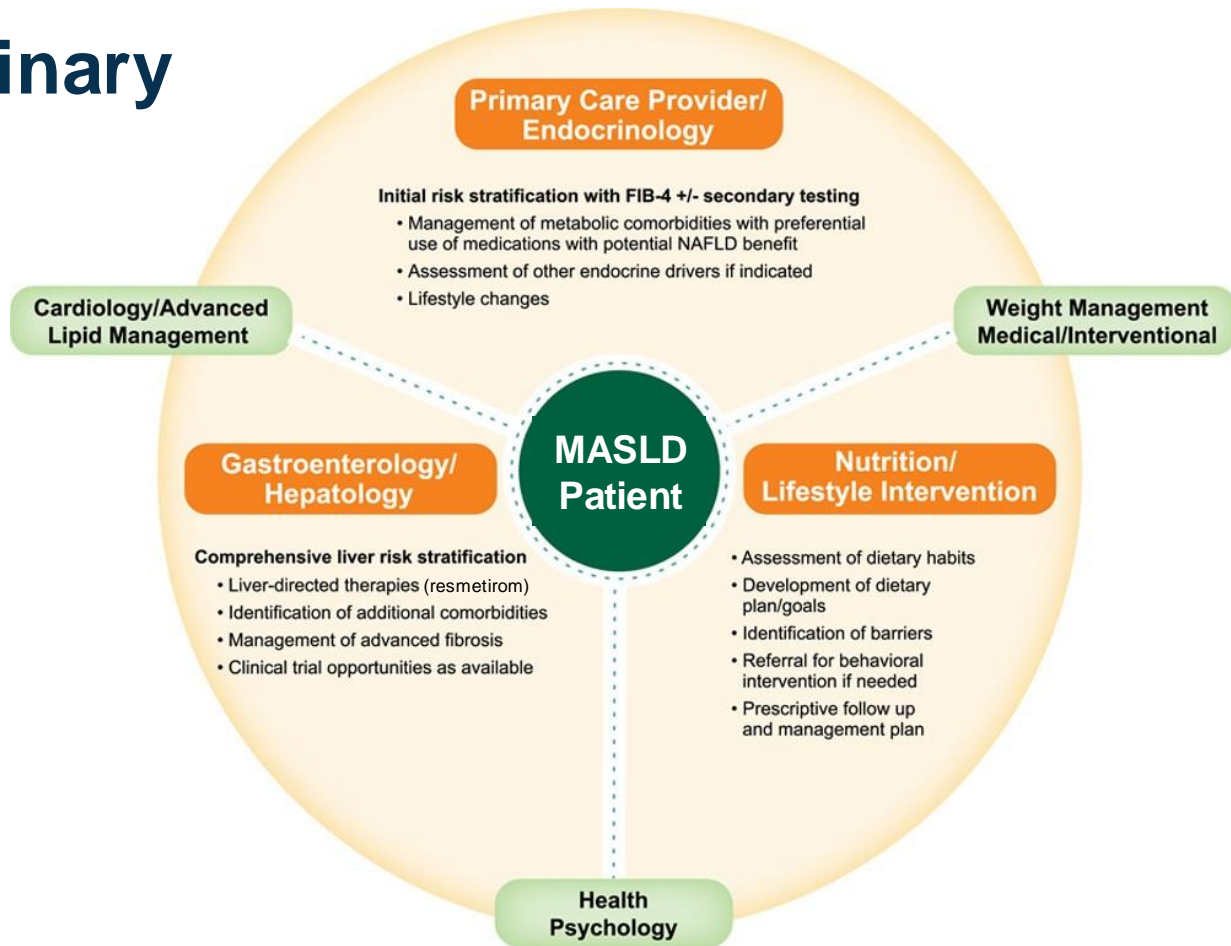 inary
Primary Care Provider/
Endocrinology
Initial risk stratification with FIB-4 +/- secondary testing
• Management of metabolic comorbidities with preferential
use of medications with potential NAFLD benefit
• Assessment of other endocrine drivers if indicated
• Lifestyle changes
Cardiology/Advanced
Lipid Management
Weight Management
Medical/Interventional
MASLD
Patient
Gastroenterology/
Hepatology
Comprehensive liver risk stratification
• Liver-directed therapies (resmetirom)
• Identification of additional comorbidities
• Management of advanced fibrosis
• Clinical trial opportunities as available
Nutrition/
Lifestyle Intervention
• Assessment of dietary habits
• Development of dietary
plan/goals
• Identification of barriers
• Referral for behavioral
intervention if needed
• Prescriptive follow up
and management plan
Health
Psychology